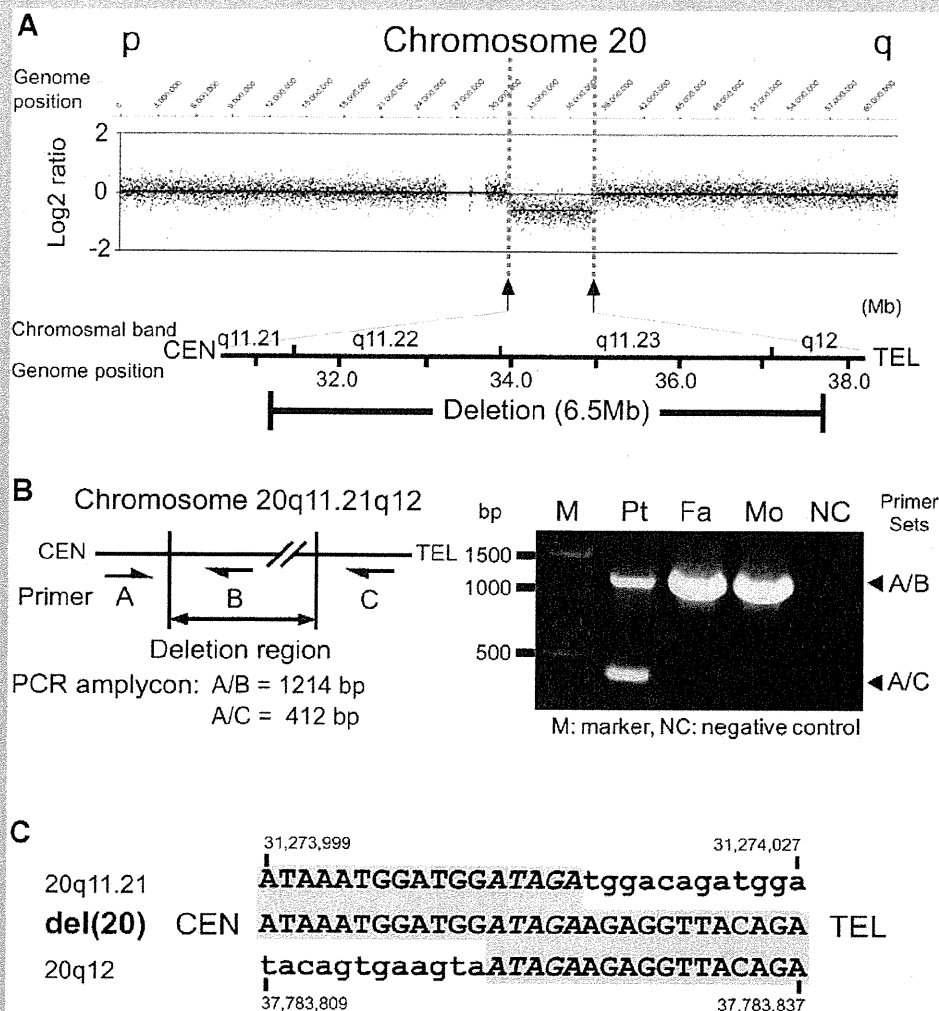 A
p Chromosome 20 q
Genome
position
2
0
-2
Log2 ratio
(Mb)
Chromosmal band
CEN q11.21 q11.22 q11.23 q12 TEL
Genome position
32.0 34.0 36.0 38.0
Deletion (6.5Mb)
B
Chromosome 20q11.21q12
CEN TEL
Primer A B C
Deletion region
PCR amplycon: A/B = 1214 bp
A/C = 412 bp
bp M Pt Fa Mo NC Primer
Sets
1500
1000 A/B
500
A/C
M: marker, NC: negative control
C
31,273,999 31,274,027
20q11.21 ATAAATGGATGGATAGAtggacagatgga
del(20) CEN ATAAATGGATGGATAGAAGAGGTTACAGA TEL
20q12 tacagtgaagtaATAGAAGAGGTTACAGA
37,783,809 37,783,837